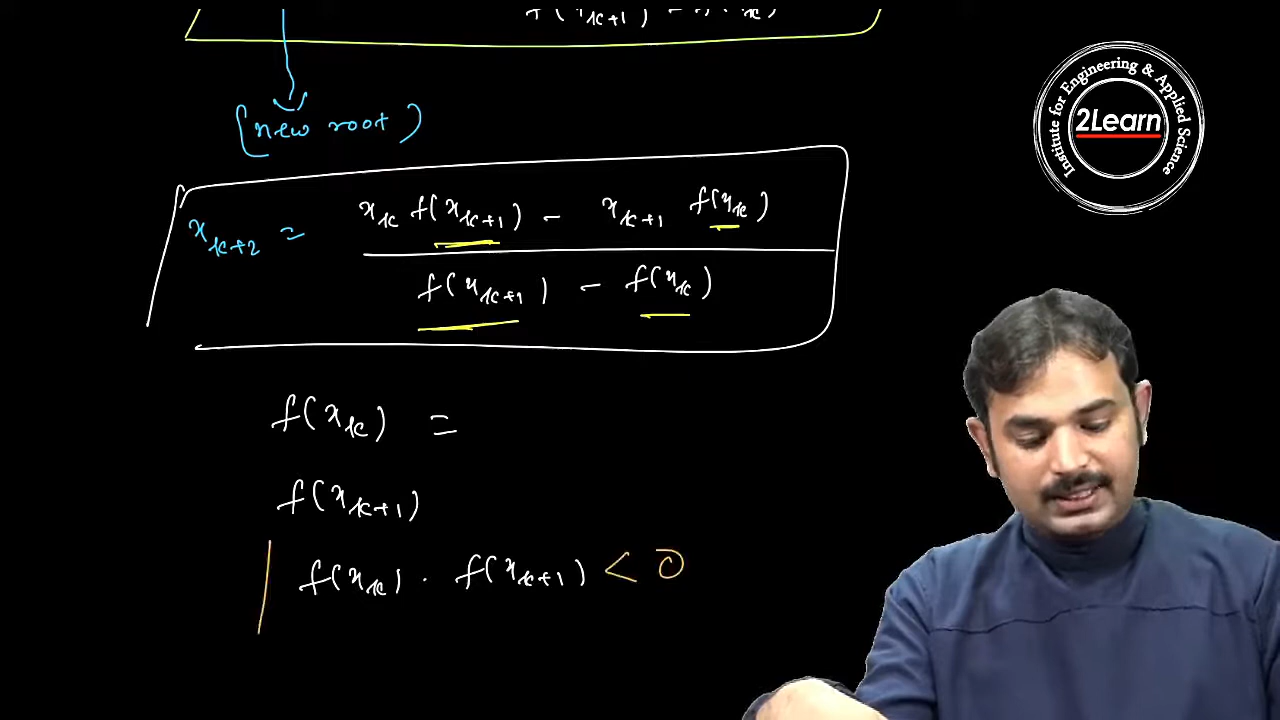 (new root)
x_{k+2} = \frac{x_k f(x_{k+1}) - x_{k+1} f(x_k)}{f(x_{k+1}) - f(x_k)}
f(x_k) =
f(x_{k+1})
f(x_k) . f(x_{k+1}) < 0
Institute for Engineering & Applied Science
2Learn